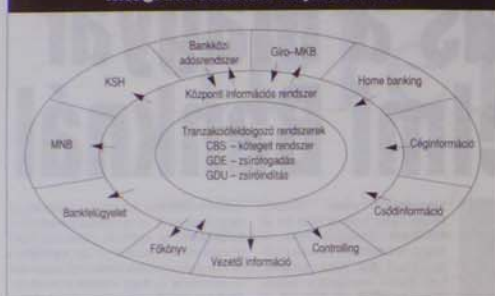 Bankközi
adósrendszer
Giro–MKB
KSH
Home banking
Központi információs rendszer
MNB
Tranzakciófeldolgozó rendszerek
CBS – kötegelt rendszer
GDE – zsírófogadás
GDU – zsíróindítás
Céginformáció
Bankfelügyelet
Csődinformáció
Főkönyv
Vezetői információ
Controlling